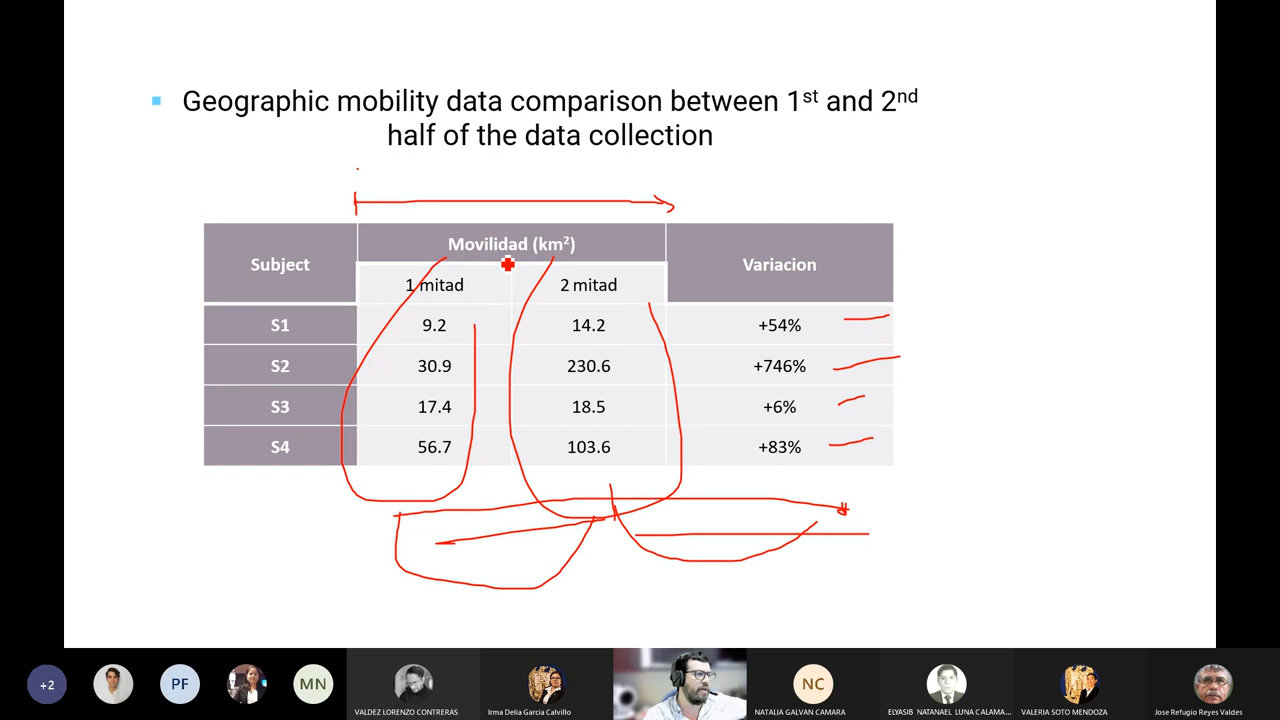 Geographic mobility data comparison between 1st and 2nd
half of the data collection
Subject Movilidad (km²) Variacion
1 mitad 2 mitad
S1 9.2 14.2 +54%
S2 30.9 230.6 +746%
S3 17.4 18.5 +6%
S4 56.7 103.6 +83%
+2 PF MN NC
VALDEZ LORENZO CONTRERAS Irma Delia Garcia Calvillo NATALIA GALVAN CAMARA ELYASIB NATANAEL LUNA CALAMA... VALERIA SOTO MENDOZA Jose Refugio Reyes Valdes